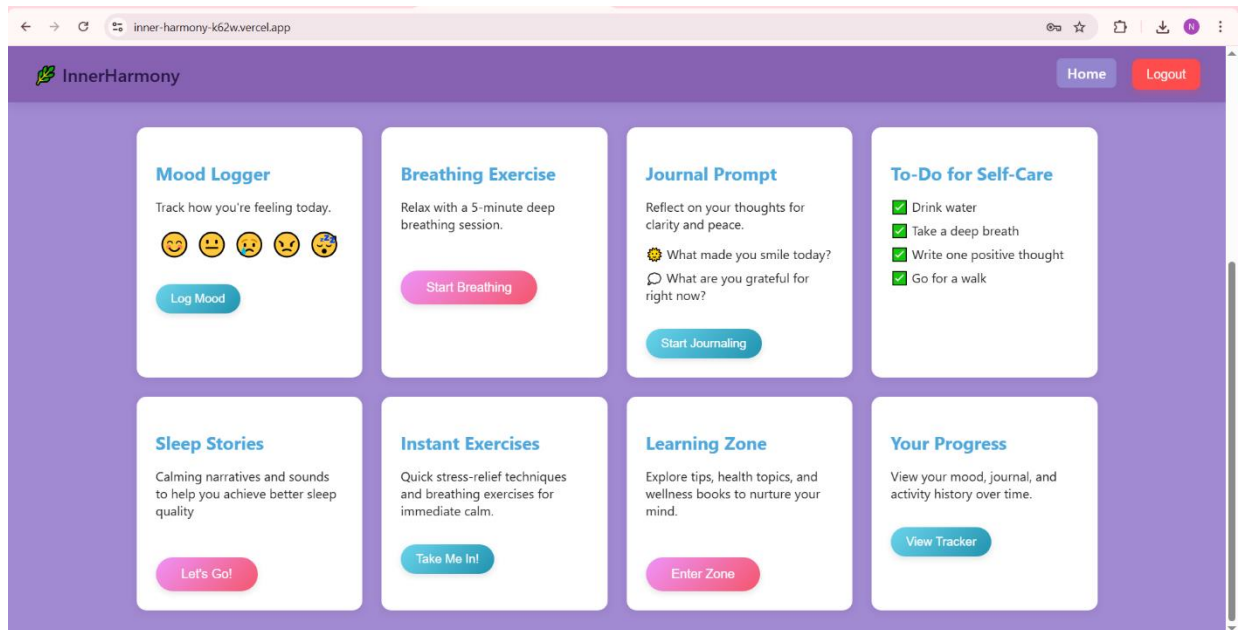 inner-harmony-k62w.vercel.app
N
InnerHarmony
Home
Logout
Mood Logger
Track how you're feeling today.
Log Mood
Breathing Exercise
Relax with a 5-minute deep
breathing session.
Start Breathing
Journal Prompt
Reflect on your thoughts for
clarity and peace.
What made you smile today?
What are you grateful for
right now?
Start Journaling
To-Do for Self-Care
Drink water
Take a deep breath
Write one positive thought
Go for a walk
Sleep Stories
Calming narratives and sounds
to help you achieve better sleep
quality
Let's Go!
Instant Exercises
Quick stress-relief techniques
and breathing exercises for
immediate calm.
Take Me In!
Learning Zone
Explore tips, health topics, and
wellness books to nurture your
mind.
Enter Zone
Your Progress
View your mood, journal, and
activity history over time.
View Tracker